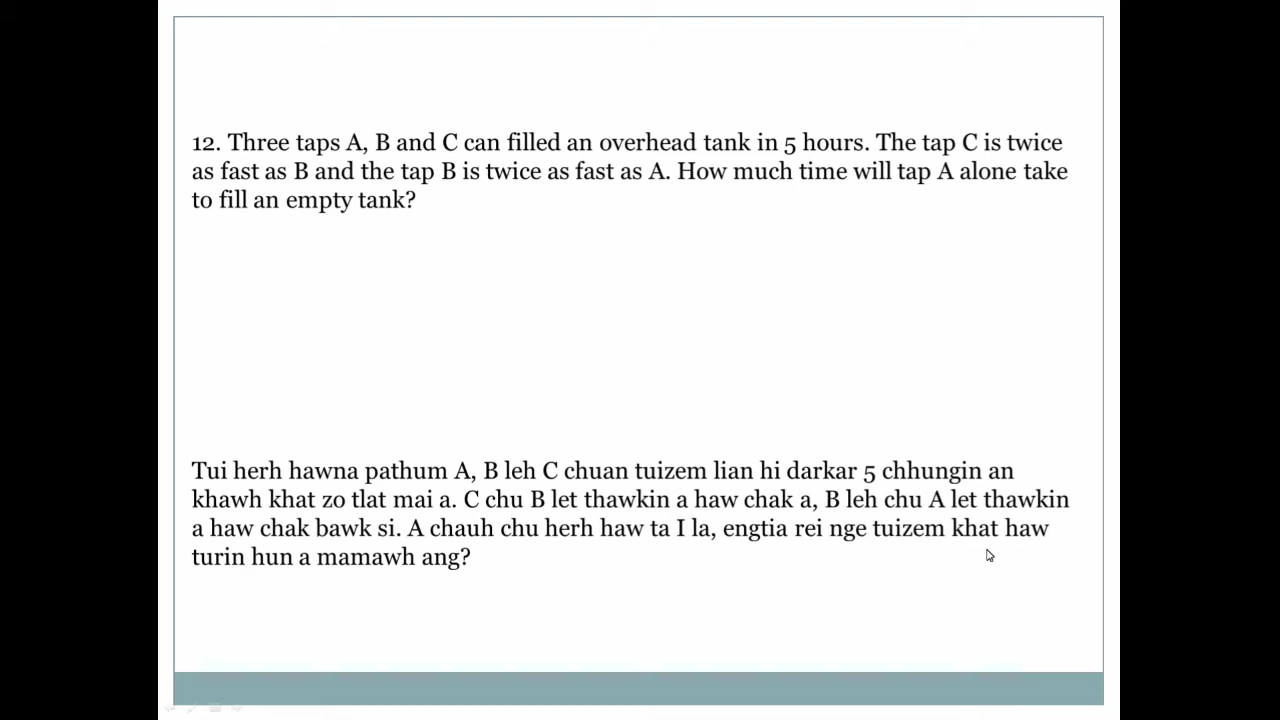 12. Three taps A, B and C can filled an overhead tank in 5 hours. The tap C is twice
as fast as B and the tap B is twice as fast as A. How much time will tap A alone take
to fill an empty tank?
Tui herh hawna pathum A, B leh C chuan tuizem lian hi darkar 5 chhungin an
khawh khat zo tlat mai a. C chu B let thawkin a haw chak a, B leh chu A let thawkin
a haw chak bawk si. A chauh chu herh haw ta I la, engtia rei nge tuizem khat haw
turin hun a mamawh ang?